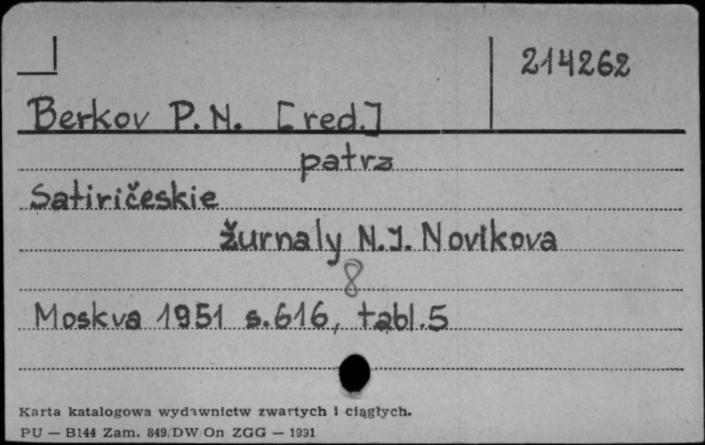 214262
Berkov P. N. [red.]
patrz
Satiričeskie
žurnaly N.I. Novikova
8
Moskva 1951 s.616, tabl.5
Karta katalogowa wydawnictw zwartych i ciągłych.
PU — B144 Zam. 849/DW/On ZGG — 1991